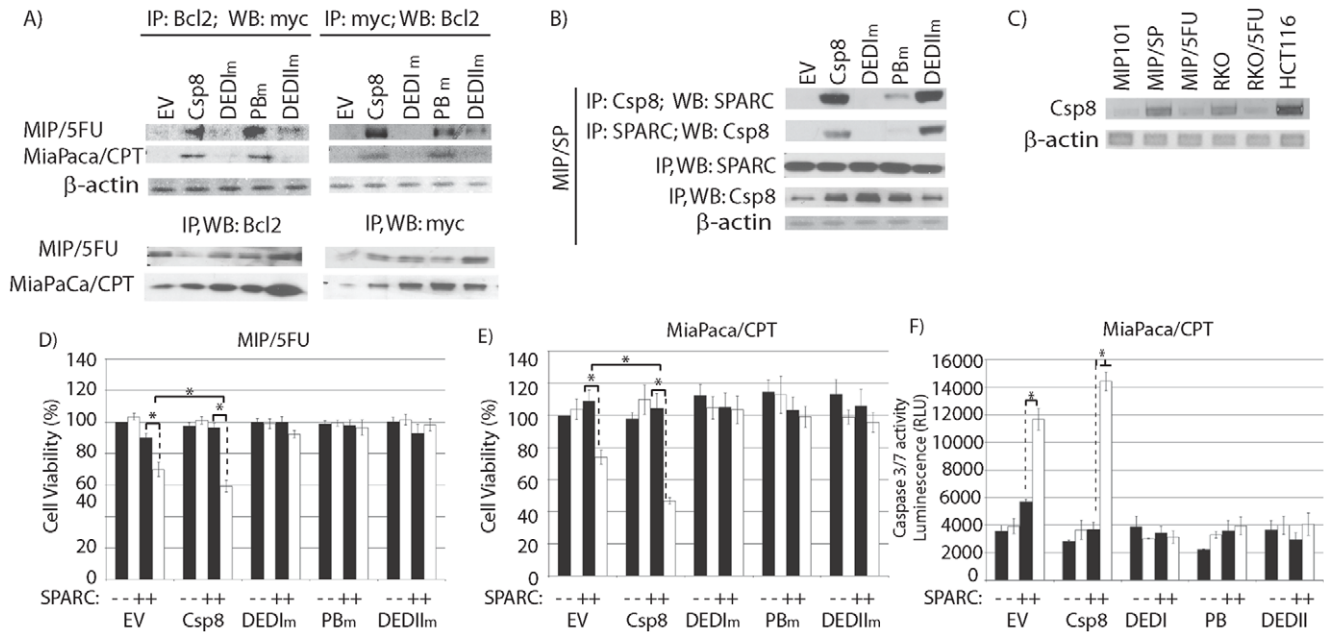 A)
IP: Bcl2; WB: myc
IP: myc; WB: Bcl2
EV Csp8 DEDIm PBm DEDIIm
EV Csp8 DEDI m PB m DEDIIm
MIP/5FU
MiaPaca/CPT
β-actin
IP, WB: Bcl2
IP, WB: myc
MIP/5FU
MiaPaCa/CPT
B)
EV Csp8 DEDIm PBm DEDIIm
MIP/SP
IP: Csp8; WB: SPARC
IP: SPARC; WB: Csp8
IP, WB: SPARC
IP, WB: Csp8
β-actin
C)
MIP101 MIP/SP MIP/5FU RKO RKO/5FU HCT116
Csp8
β-actin
D)
MIP/5FU
Cell Viability (%)
140
120
100
80
60
40
20
0
* * *
SPARC: - - + + - - + + - - + + - - + + - - + +
EV Csp8 DEDIm PBm DEDIIm
E)
MiaPaca/CPT
Cell Viability (%)
140
120
100
80
60
40
20
0
* * *
SPARC: - - + + - - + + - - + + - - + + - - + +
EV Csp8 DEDIm PBm DEDIIm
F)
MiaPaca/CPT
Caspase 3/7 activity
Luminescence (RLU)
16000
14000
12000
10000
8000
6000
4000
2000
0
* *
SPARC: - - + + - - + + - - + + - - + + - - + +
EV Csp8 DEDI PB DEDII